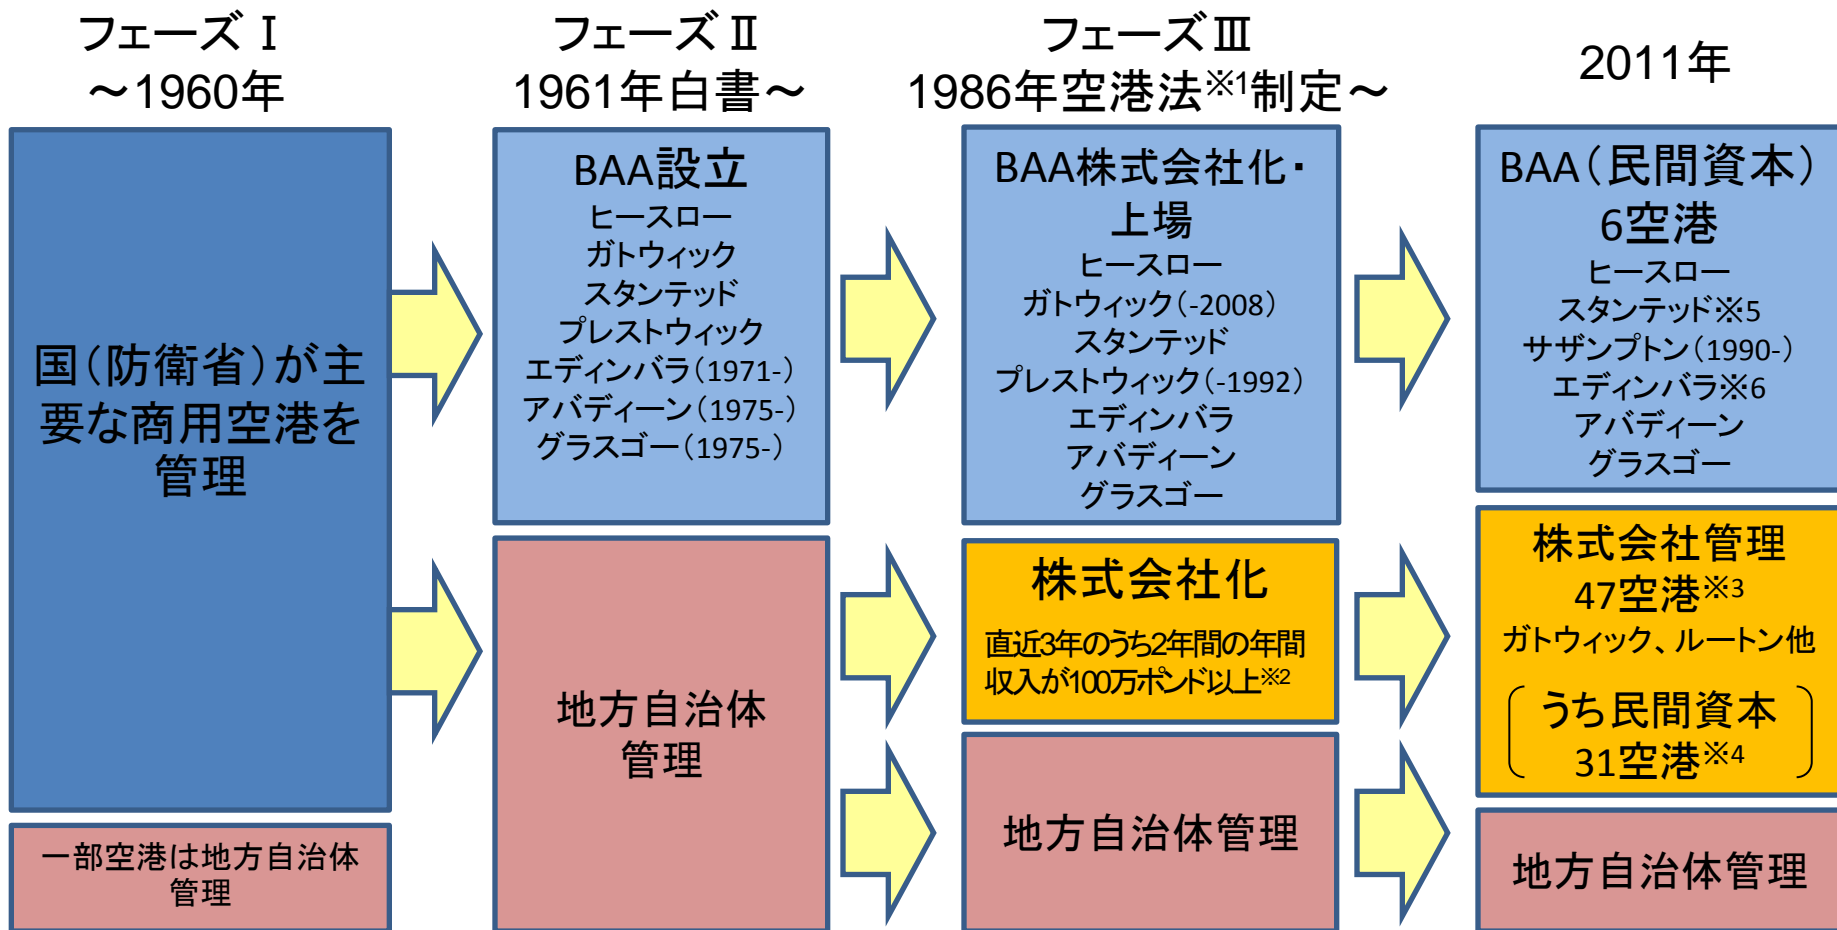 フェーズⅠ
～1960年
国（防衛省）が主
要な商用空港を
管理
一部空港は地方自治体
管理
フェーズⅡ
1961年白書～
BAA設立
ヒースロー
ガトウィック
スタンテッド
プレストウィック
エディンバラ（1971-）
アバディーン（1975-）
グラスゴー（1975-）
地方自治体
管理
フェーズⅢ
1986年空港法※1制定～
BAA株式会社化・
上場
ヒースロー
ガトウィック（-2008）
スタンテッド
プレストウィック（-1992）
エディンバラ
アバディーン
グラスゴー
株式会社化
直近3年のうち2年間の年間
収入が100万ポンド以上※2
地方自治体管理
2011年
BAA（民間資本）
6空港
ヒースロー
スタンテッド※5
サザンプトン（1990-）
エディンバラ※6
アバディーン
グラスゴー
株式会社管理
47空港※3
ガトウィック、ルートン他
うち民間資本
31空港※4
地方自治体管理